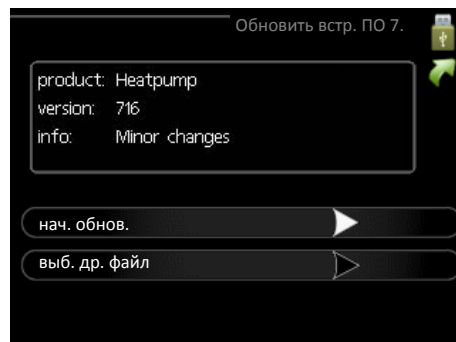 Обновить встр. ПО 7.
product: Heatpump
version: 716
info: Minor changes
нач. обнов.
выб. др. файл